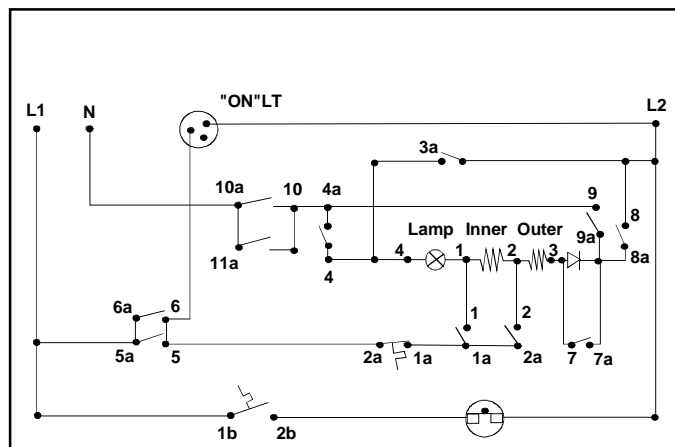 "ON"LT
L1 N L2
3a
10a 10 4a 9 8
Lamp Inner Outer 9a
11a 4 4 1 2 3 8a
6a 6 1 2
5a 5 2a 1a 1a 2a 7 7a
1b 2b